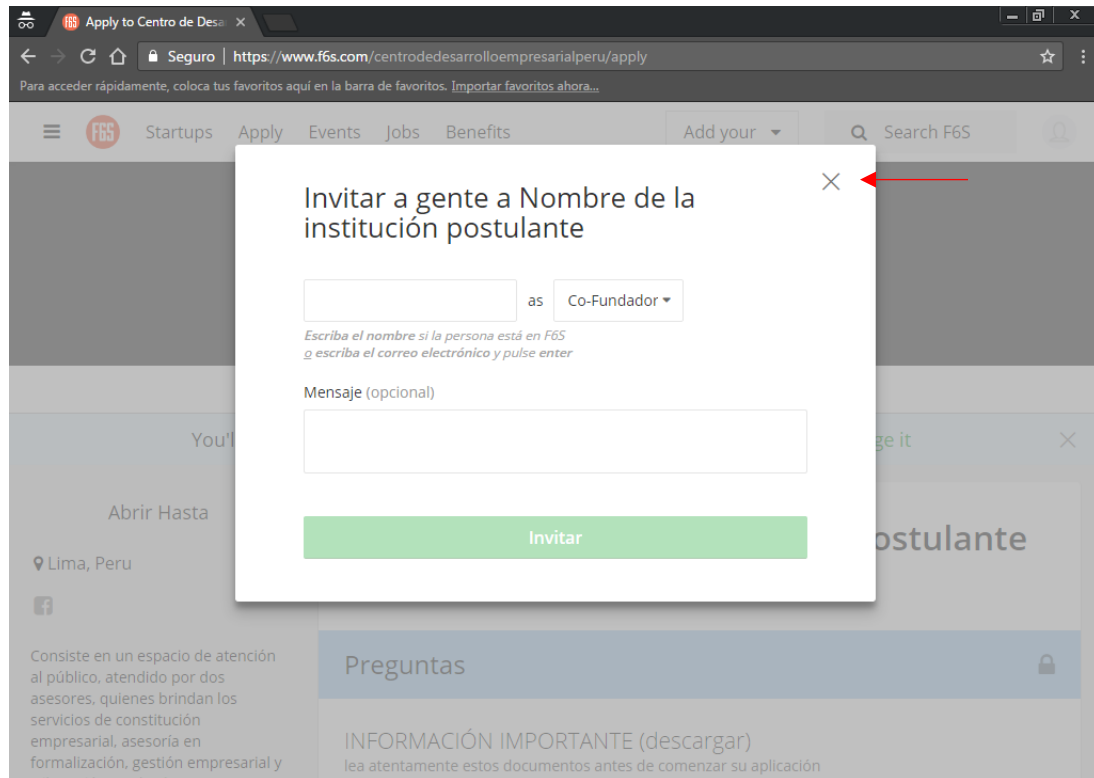 Apply to Centro de Desa
Seguro | https://www.f6s.com/centrodedesarrolloempresarialperu/apply
Para acceder rápidamente, coloca tus favoritos aquí en la barra de favoritos. Importar favoritos ahora...
F6S Startups Apply Events Jobs Benefits Add your Search F6S
Invitar a gente a Nombre de la
institución postulante
as Co-Fundador
Escriba el nombre si la persona está en F6S
o escriba el correo electrónico y pulse enter
Mensaje (opcional)
Invitar
You'l
ge it
Abrir Hasta
Lima, Peru
ostulante
Consiste en un espacio de atención
al público, atendido por dos
asesores, quienes brindan los
servicios de constitución
empresarial, asesoría en
formalización, gestión empresarial y
Preguntas
INFORMACIÓN IMPORTANTE (descargar)
lea atentamente estos documentos antes de comenzar su aplicación